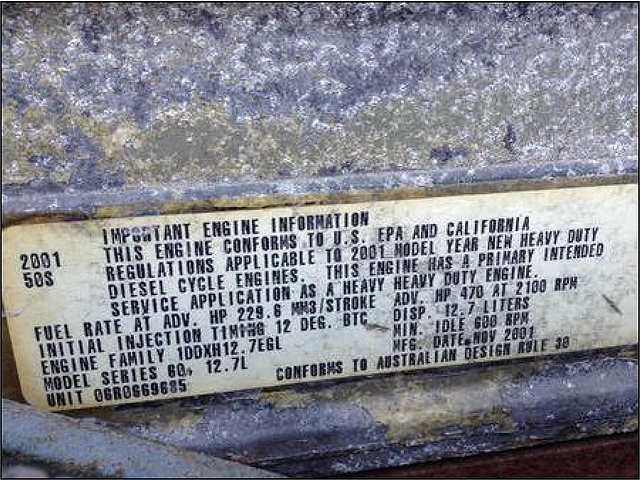 IMPORTANT ENGINE INFORMATION
2001 THIS ENGINE CONFORMS TO U.S. EPA AND CALIFORNIA
50S REGULATIONS APPLICABLE TO 2001 MODEL YEAR NEW HEAVY DUTY
DIESEL CYCLE ENGINES. THIS ENGINE HAS A PRIMARY INTENDED
SERVICE APPLICATION AS A HEAVY HEAVY DUTY ENGINE.
FUEL RATE AT ADV. HP 229.6 MM3/STROKE ADV. HP 470 AT 2100 RPM
INITIAL INJECTION TIMING 12 DEG. BTC DISP. 12.7 LITERS
ENGINE FAMILY 1DDXH12.7EGL MIN. IDLE 600 RPM
MODEL SERIES 60, 12.7L MFG. DATE NOV 2001
UNIT 06R0669685 CONFORMS TO AUSTRALIAN DESIGN RULE 30